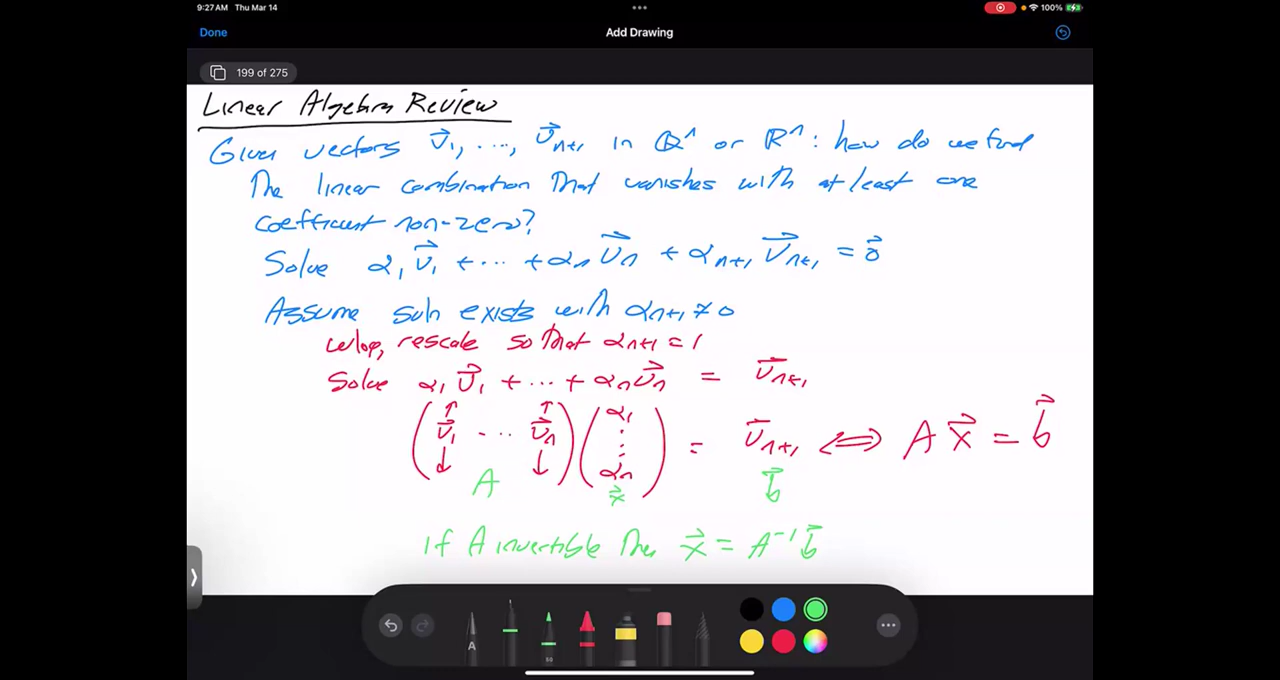 9:27 AM Thu Mar 14
100%
Done
Add Drawing
199 of 275
Linear Algebra Review
Given vectors v⃗₁, ..., v⃗ₙ₊₁ in ℚⁿ or ℝⁿ: how do we find
the linear combination that vanishes with at least one
coefficient non-zero?
Solve α₁v⃗₁ + ... + αₙv⃗ₙ + αₙ₊₁v⃗ₙ₊₁ = 0⃗
Assume soln exists with αₙ₊₁ ≠ 0
wlog, rescale so that αₙ₊₁ = 1
Solve α₁v⃗₁ + ... + αₙv⃗ₙ = v⃗ₙ₊₁
(v⃗₁ ... v⃗ₙ)(α₁ ⋮ αₙ) = v⃗ₙ₊₁ ⟺ A x⃗ = b⃗
A x⃗ b⃗
If A invertible then x⃗ = A⁻¹b⃗
A
50